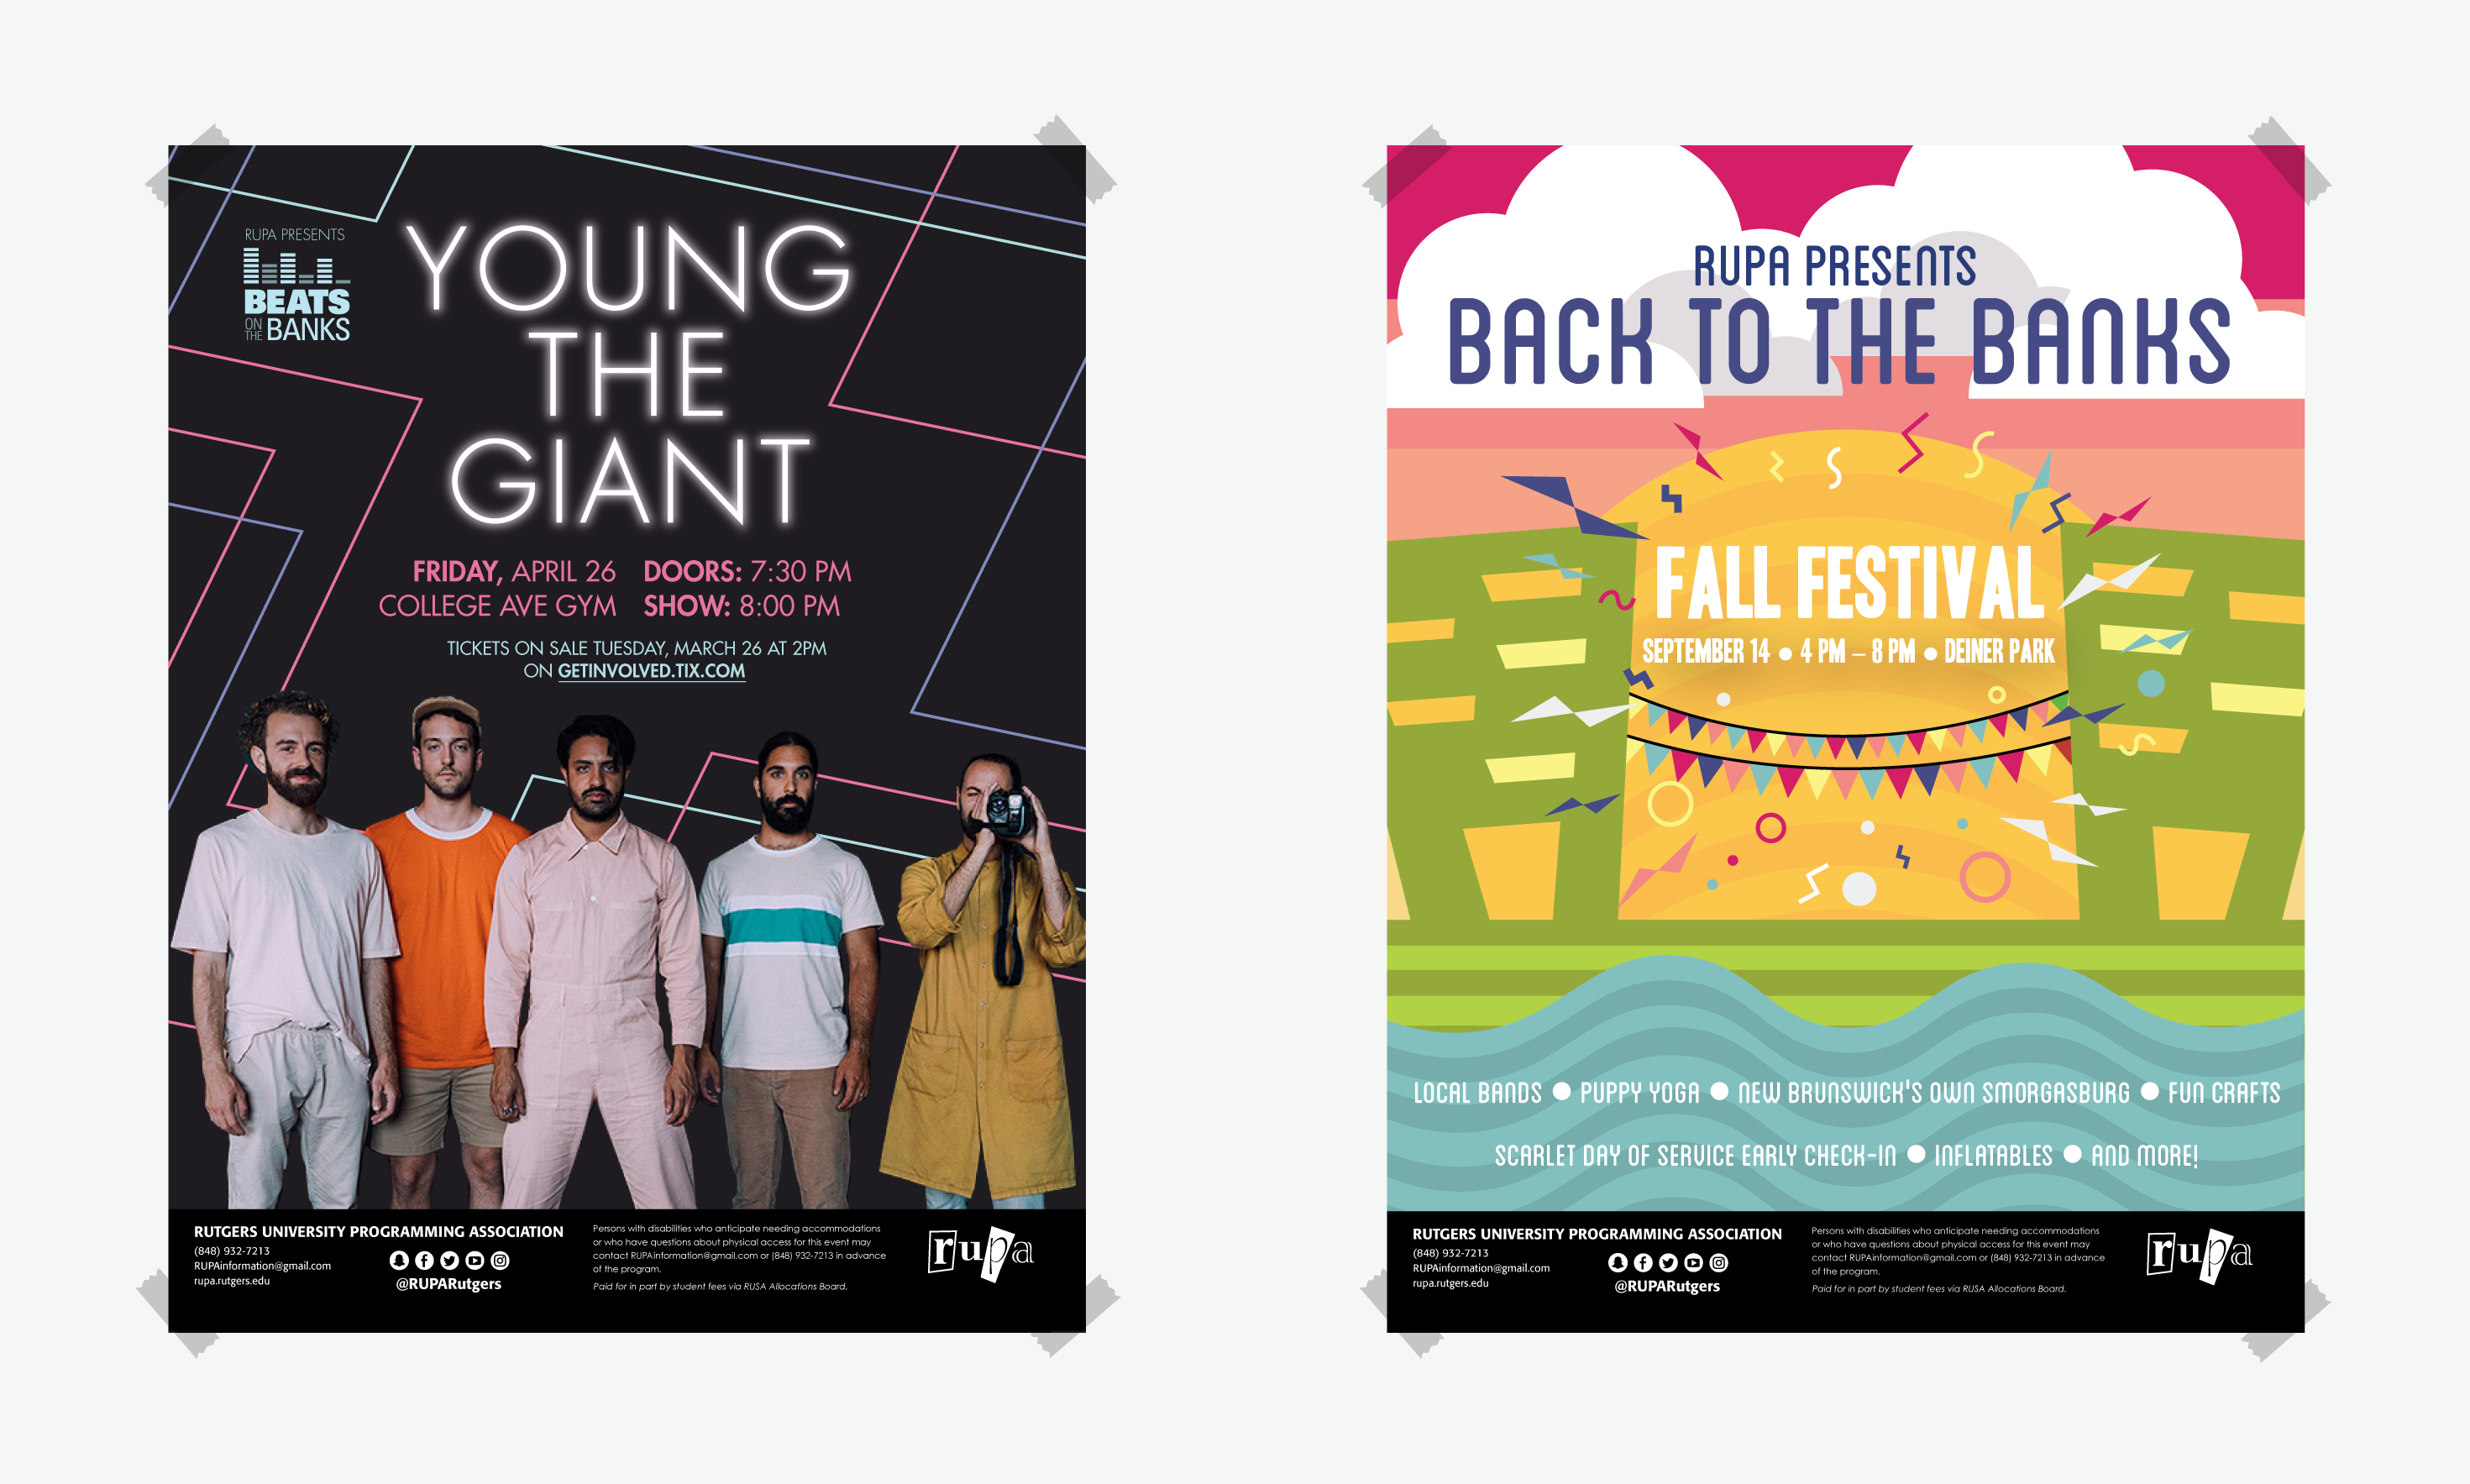 RUPA PRESENTS
BEATS
ON THE BANKS
YOUNG
THE
GIANT
FRIDAY, APRIL 26 DOORS: 7:30 PM
COLLEGE AVE GYM SHOW: 8:00 PM
TICKETS ON SALE TUESDAY, MARCH 26 AT 2PM
ON GETINVOLVED.TIX.COM
RUTGERS UNIVERSITY PROGRAMMING ASSOCIATION
(848) 932-7213
RUPAinformation@gmail.com
rupa.rutgers.edu
@RUPARutgers
Persons with disabilities who anticipate needing accommodations
or who have questions about physical access for this event may
contact RUPAinformation@gmail.com or (848) 932-7213 in advance
of the program.
Paid for in part by student fees via RUSA Allocations Board.
rupa
RUPA PRESENTS
BACK TO THE BANKS
FALL FESTIVAL
SEPTEMBER 14 • 4 PM – 8 PM • DEINER PARK
LOCAL BANDS • PUPPY YOGA • NEW BRUNSWICK'S OWN SMORGASBURG • FUN CRAFTS
SCARLET DAY OF SERVICE EARLY CHECK-IN • INFLATABLES • AND MORE!
RUTGERS UNIVERSITY PROGRAMMING ASSOCIATION
(848) 932-7213
RUPAinformation@gmail.com
rupa.rutgers.edu
@RUPARutgers
Persons with disabilities who anticipate needing accommodations
or who have questions about physical access for this event may
contact RUPAinformation@gmail.com or (848) 932-7213 in advance
of the program.
Paid for in part by student fees via RUSA Allocations Board.
rupa